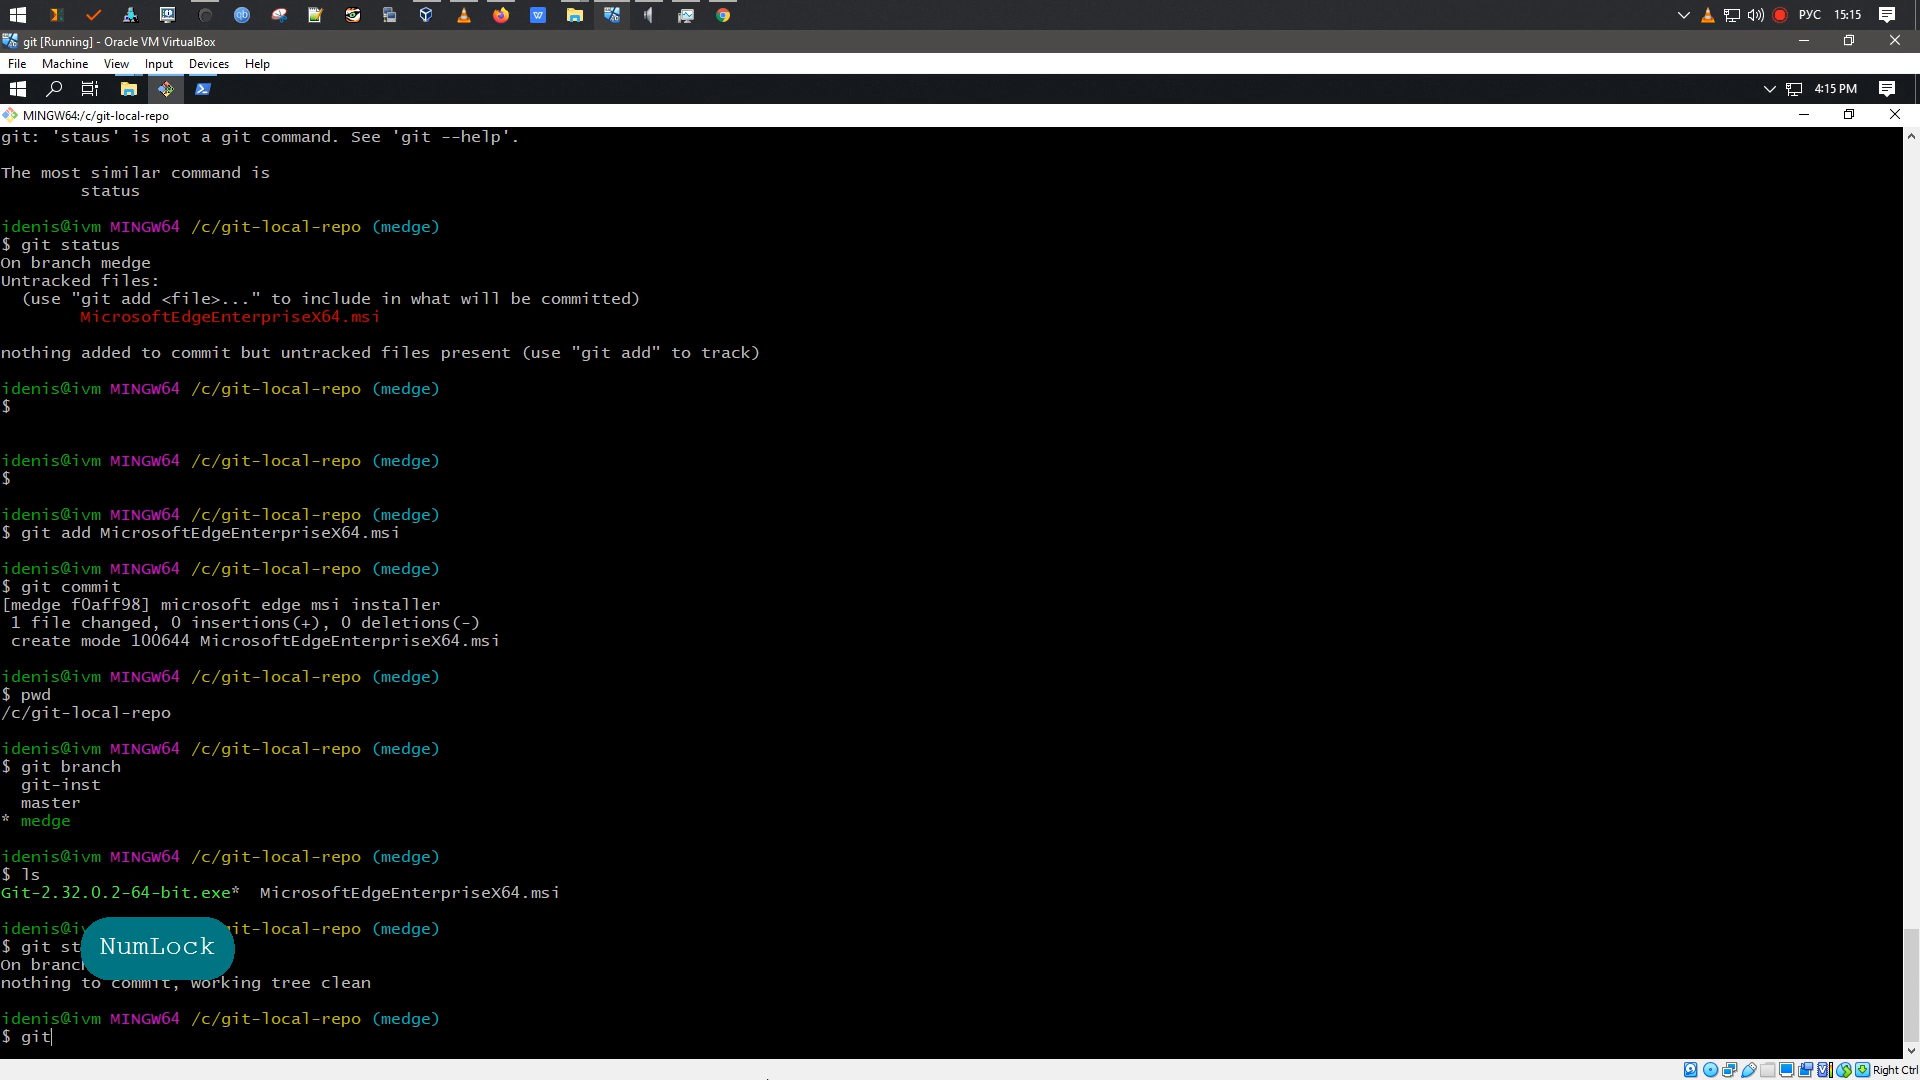 РУС 15:15
git [Running] - Oracle VM VirtualBox
File Machine View Input Devices Help
4:15 PM
MINGW64:/c/git-local-repo
git: 'staus' is not a git command. See 'git --help'.
The most similar command is
status
idenis@ivm MINGW64 /c/git-local-repo (medge)
$ git status
On branch medge
Untracked files:
(use "git add <file>..." to include in what will be committed)
MicrosoftEdgeEnterpriseX64.msi
nothing added to commit but untracked files present (use "git add" to track)
idenis@ivm MINGW64 /c/git-local-repo (medge)
$
idenis@ivm MINGW64 /c/git-local-repo (medge)
$
idenis@ivm MINGW64 /c/git-local-repo (medge)
$ git add MicrosoftEdgeEnterpriseX64.msi
idenis@ivm MINGW64 /c/git-local-repo (medge)
$ git commit
[medge f0aff98] microsoft edge msi installer
1 file changed, 0 insertions(+), 0 deletions(-)
create mode 100644 MicrosoftEdgeEnterpriseX64.msi
idenis@ivm MINGW64 /c/git-local-repo (medge)
$ pwd
/c/git-local-repo
idenis@ivm MINGW64 /c/git-local-repo (medge)
$ git branch
git-inst
master
* medge
idenis@ivm MINGW64 /c/git-local-repo (medge)
$ ls
Git-2.32.0.2-64-bit.exe* MicrosoftEdgeEnterpriseX64.msi
git-local-repo (medge)
NumLock
$ git st
On branc
nothing to commit, working tree clean
idenis@ivm MINGW64 /c/git-local-repo (medge)
$ git
Right Ctrl